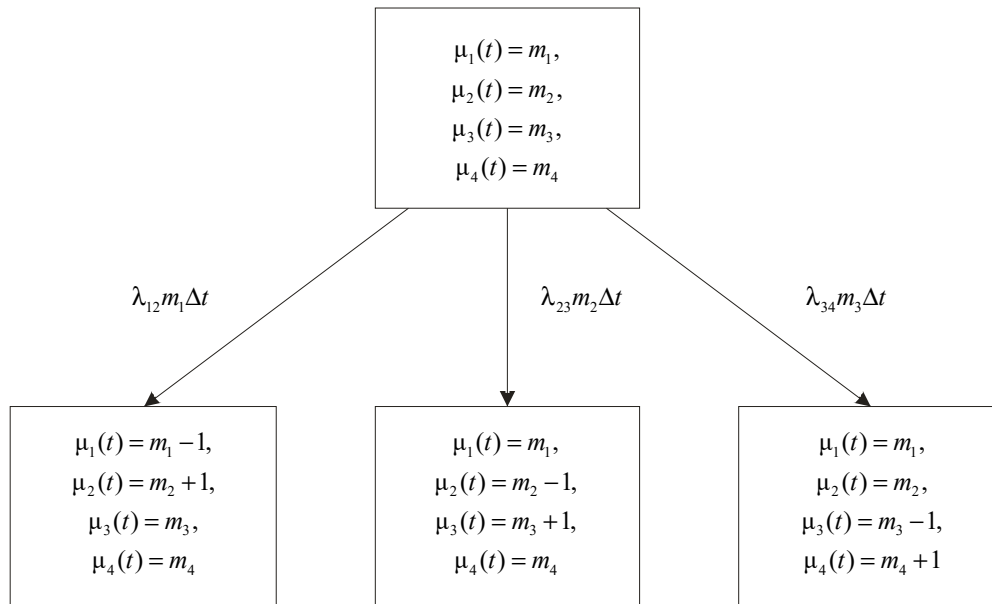 μ₁(t) = m₁,
μ₂(t) = m₂,
μ₃(t) = m₃,
μ₄(t) = m₄
λ₁₂m₁Δt
λ₂₃m₂Δt
λ₃₄m₃Δt
μ₁(t) = m₁ − 1,
μ₂(t) = m₂ + 1,
μ₃(t) = m₃,
μ₄(t) = m₄
μ₁(t) = m₁,
μ₂(t) = m₂ − 1,
μ₃(t) = m₃ + 1,
μ₄(t) = m₄
μ₁(t) = m₁,
μ₂(t) = m₂,
μ₃(t) = m₃ − 1,
μ₄(t) = m₄ + 1